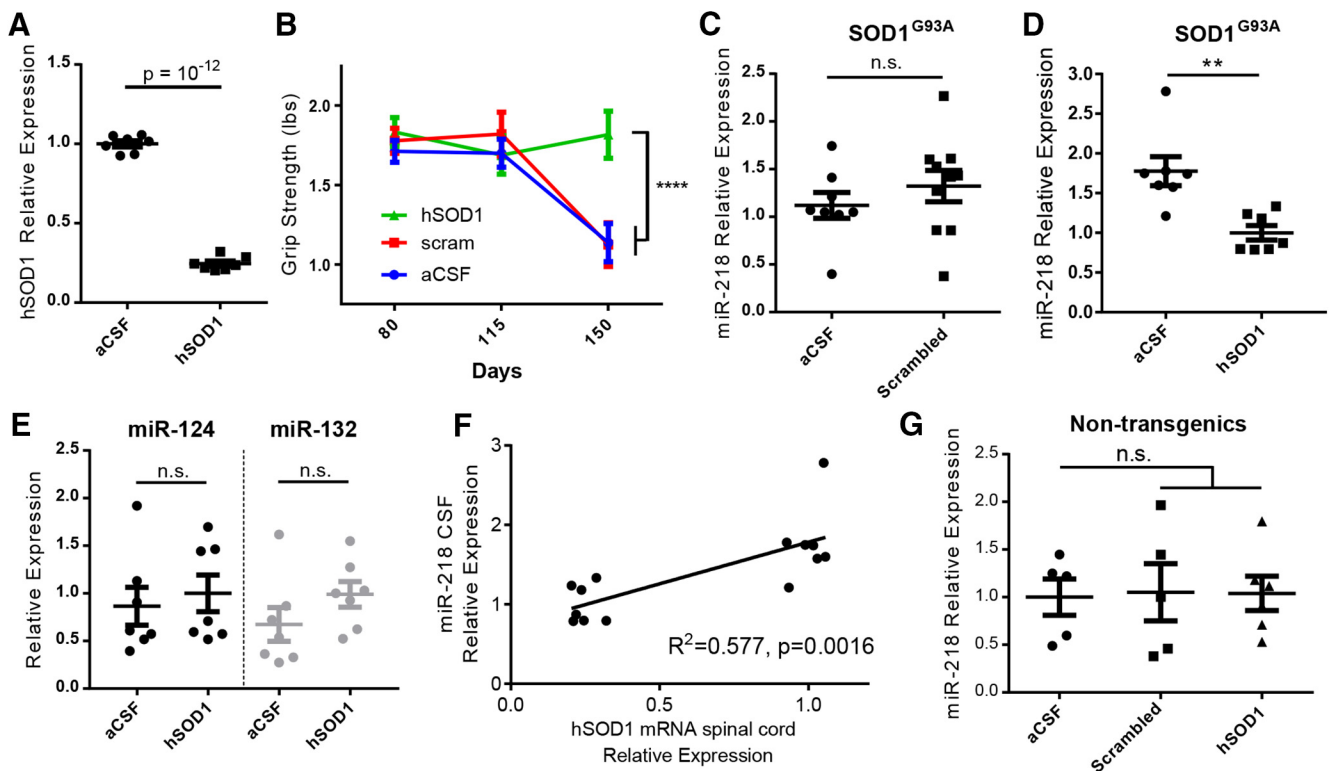 A
hSOD1 Relative Expression
1.5
1.0
0.5
0.0
p = 10-12
aCSF
hSOD1
B
Grip Strength (lbs)
2.0
1.5
1.0
hSOD1
scram
aCSF
****
80
115
150
Days
C
SOD1G93A
miR-218 Relative Expression
2.5
2.0
1.5
1.0
0.5
0.0
n.s.
aCSF
Scrambled
D
SOD1G93A
miR-218 Relative Expression
3.0
2.5
2.0
1.5
1.0
0.5
0.0
**
aCSF
hSOD1
E
miR-124
miR-132
Relative Expression
2.5
2.0
1.5
1.0
0.5
0.0
n.s.
n.s.
aCSF
hSOD1
aCSF
hSOD1
F
miR-218 CSF
Relative Expression
3
2
1
0
R2=0.577, p=0.0016
0.0
0.5
1.0
hSOD1 mRNA spinal cord
Relative Expression
G
Non-transgenics
miR-218 Relative Expression
2.5
2.0
1.5
1.0
0.5
0.0
n.s.
aCSF
Scrambled
hSOD1